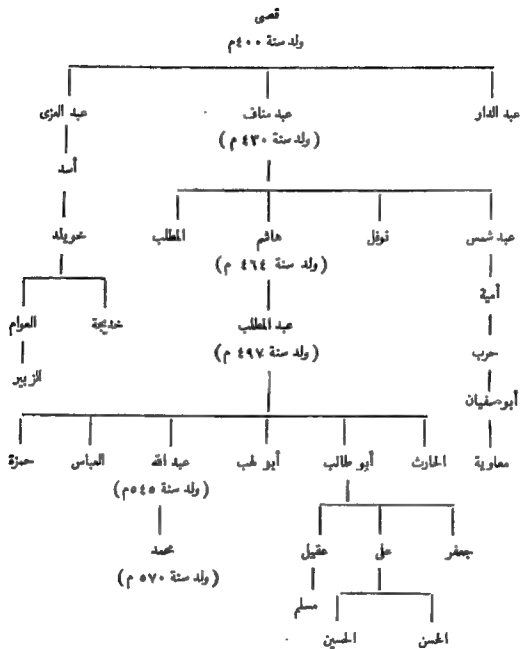 قصى
ولد سنة ٤٠٠ م
عبد الدار
عبد مناف
عبد العزى
(ولد سنة ٤٣٠ م)
أسد
عبد شمس
نوفل
هاشم
المطلب
خويلد
(ولد سنة ٤٦٤ م)
أمية
خديجة
العوام
عبد المطلب
حرب
(ولد سنة ٤٩٧ م)
الزبير
أبو سفيان
معاوية
الحارث
أبو طالب
أبو لهب
عبد الله
العباس
حمزة
(ولد سنة ٥٤٥ م)
جعفر
على
عقيل
محمد
(ولد سنة ٥٧٠ م)
مسلم
الحسن
الحسين